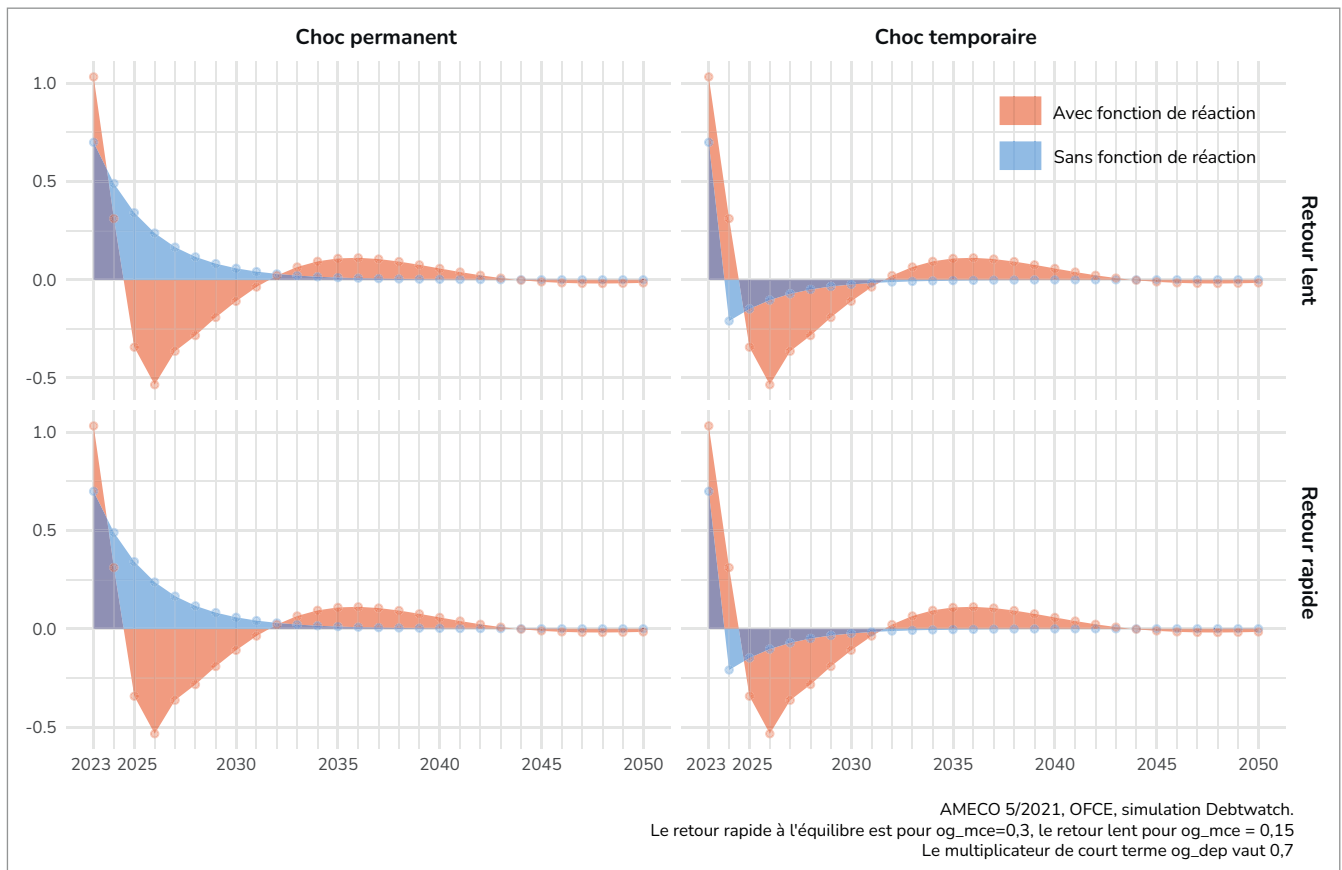 Choc permanent
Choc temporaire
1.0
0.5
0.0
-0.5
Avec fonction de réaction
Sans fonction de réaction
Retour lent
1.0
0.5
0.0
-0.5
Retour rapide
2023 2025 2030 2035 2040 2045 2050
2023 2025 2030 2035 2040 2045 2050
AMECO 5/2021, OFCE, simulation Debtwatch.
Le retour rapide à l'équilibre est pour og_mce=0,3, le retour lent pour og_mce = 0,15
Le multiplicateur de court terme og_dep vaut 0,7